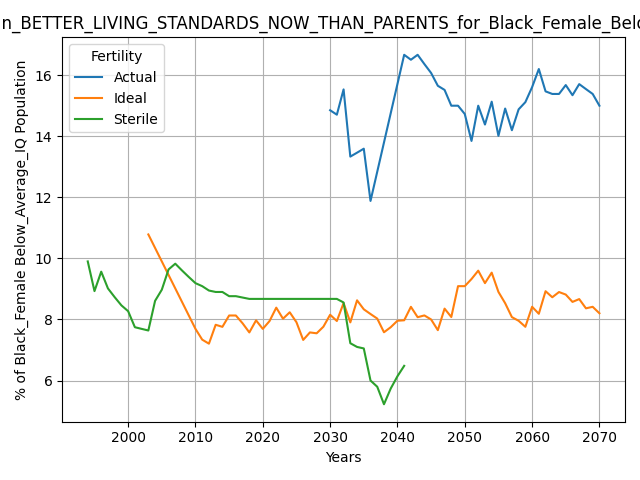 n_BETTER_LIVING_STANDARDS_NOW_THAN_PARENTS_for_Black_Female_Belo
Fertility
Actual
Ideal
Sterile
% of Black_Female Below_Average_IQ Population
16
14
12
10
8
6
2000 2010 2020 2030 2040 2050 2060 2070
Years